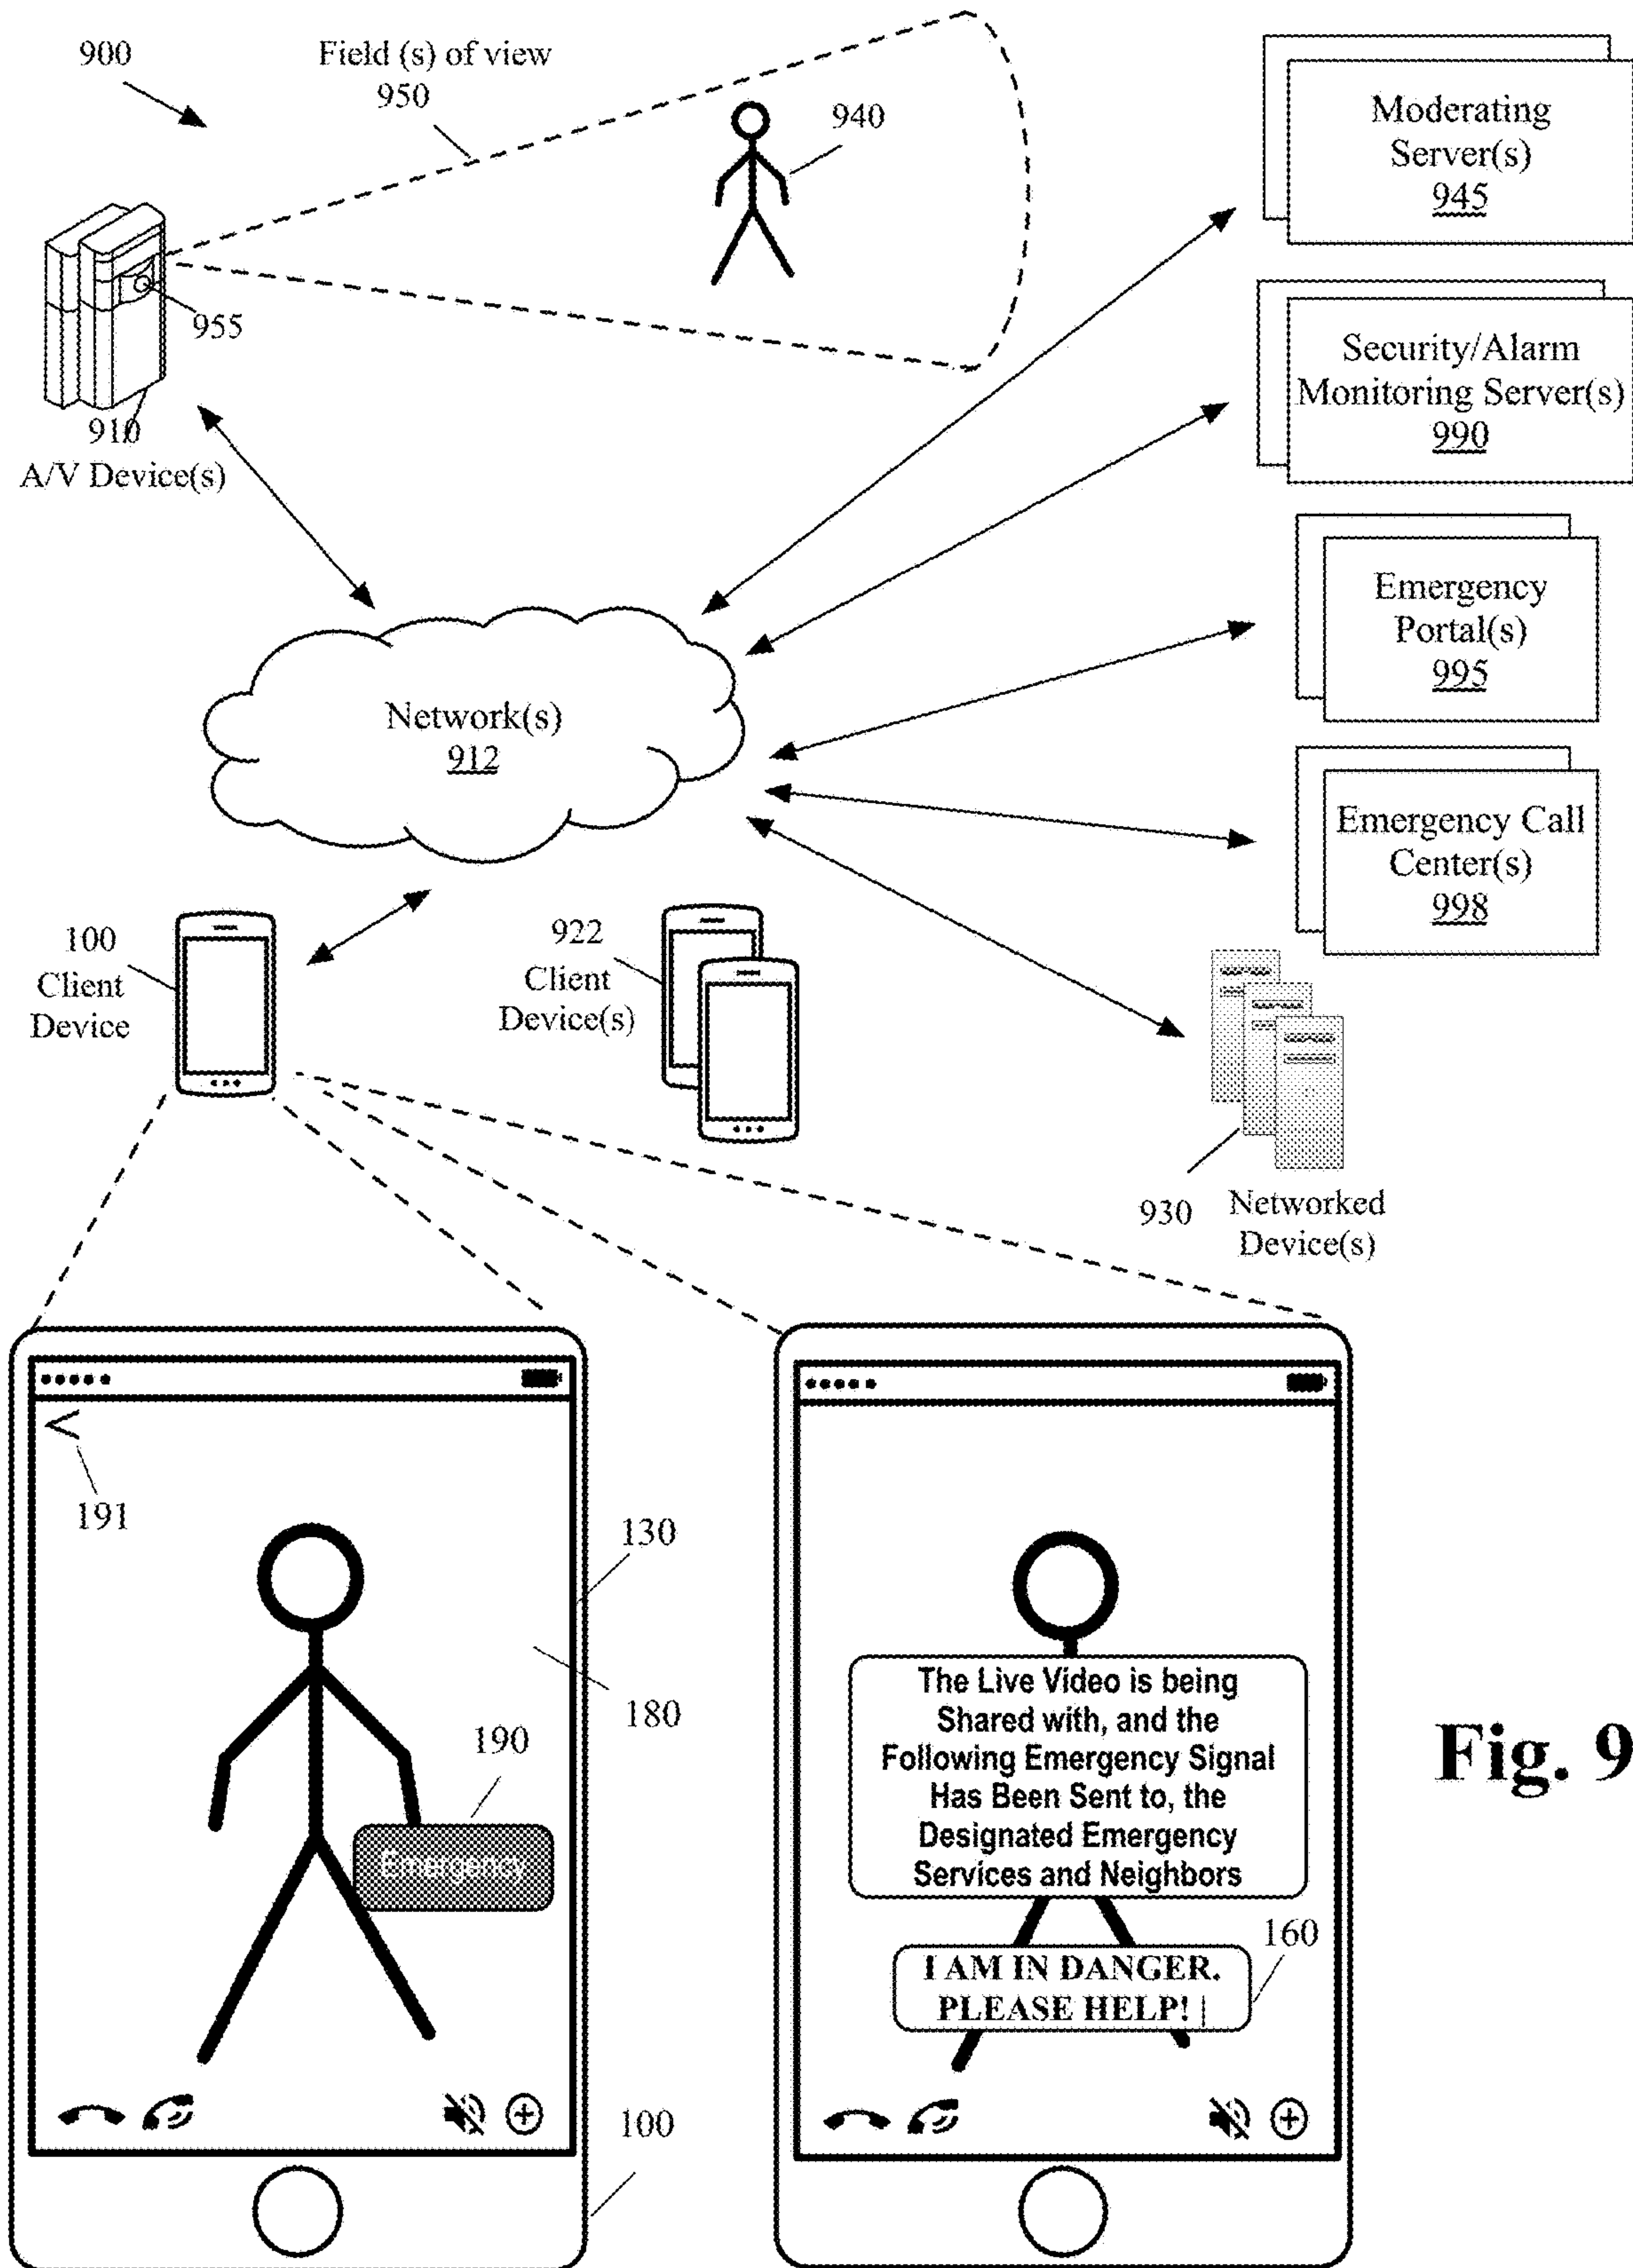 900
Field (s) of view
950
940
Moderating
Server(s)
945
955
910
A/V Device(s)
Security/Alarm
Monitoring Server(s)
990
Emergency
Portal(s)
995
Network(s)
912
Emergency Call
Center(s)
998
100
Client
Device
922
Client
Device(s)
930
Networked
Device(s)
191
130
180
190
Emergency
100
The Live Video is being
Shared with, and the
Following Emergency Signal
Has Been Sent to, the
Designated Emergency
Services and Neighbors
160
I AM IN DANGER.
PLEASE HELP! |
Fig. 9